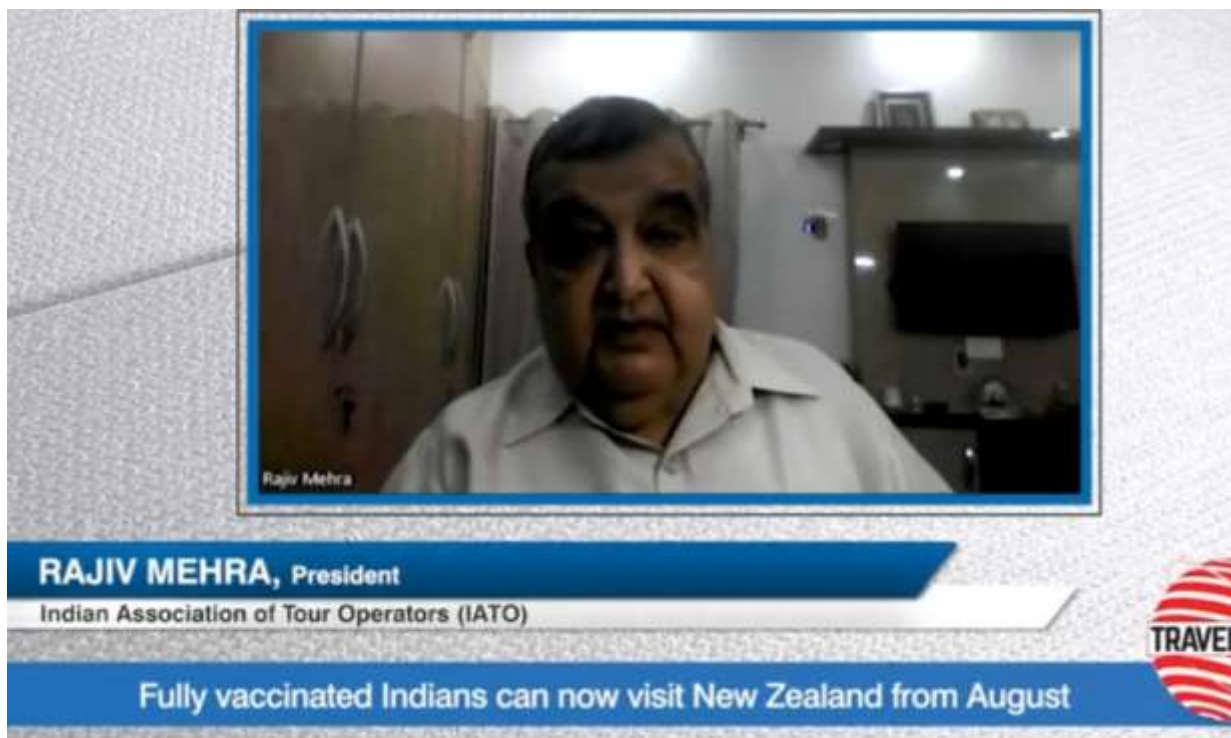 Rajiv Mehra
RAJIV MEHRA, President
Indian Association of Tour Operators (IATO)
TRAVEL
Fully vaccinated Indians can now visit New Zealand from August